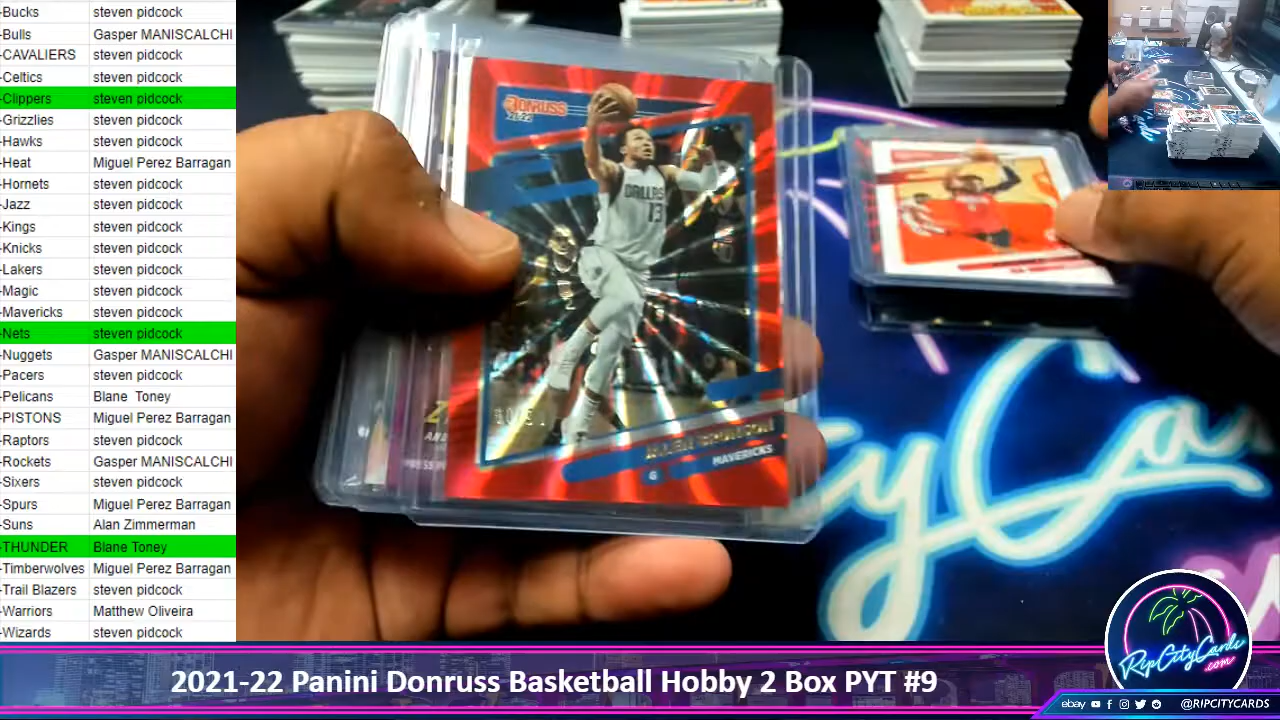 -Bucks steven pidcock
-Bulls Gasper MANISCALCHI
-CAVALIERS steven pidcock
-Celtics steven pidcock
-Clippers steven pidcock
-Grizzlies steven pidcock
-Hawks steven pidcock
-Heat Miguel Perez Barragan
-Hornets steven pidcock
-Jazz steven pidcock
-Kings steven pidcock
-Knicks steven pidcock
-Lakers steven pidcock
-Magic steven pidcock
-Mavericks steven pidcock
-Nets steven pidcock
-Nuggets Gasper MANISCALCHI
-Pacers steven pidcock
-Pelicans Blane Toney
-PISTONS Miguel Perez Barragan
-Raptors steven pidcock
-Rockets Gasper MANISCALCHI
-Sixers steven pidcock
-Spurs Miguel Perez Barragan
-Suns Alan Zimmerman
-THUNDER Blane Toney
-Timberwolves Miguel Perez Barragan
-Trail Blazers steven pidcock
-Warriors Matthew Oliveira
-Wizards steven pidcock
DONRUSS
21-22
DALLAS
13
MAVERICKS
G
RipCityCards
.com
2021-22 Panini Donruss Basketball Hobby 2 Box PYT #9
ebay @RIPCITYCARDS